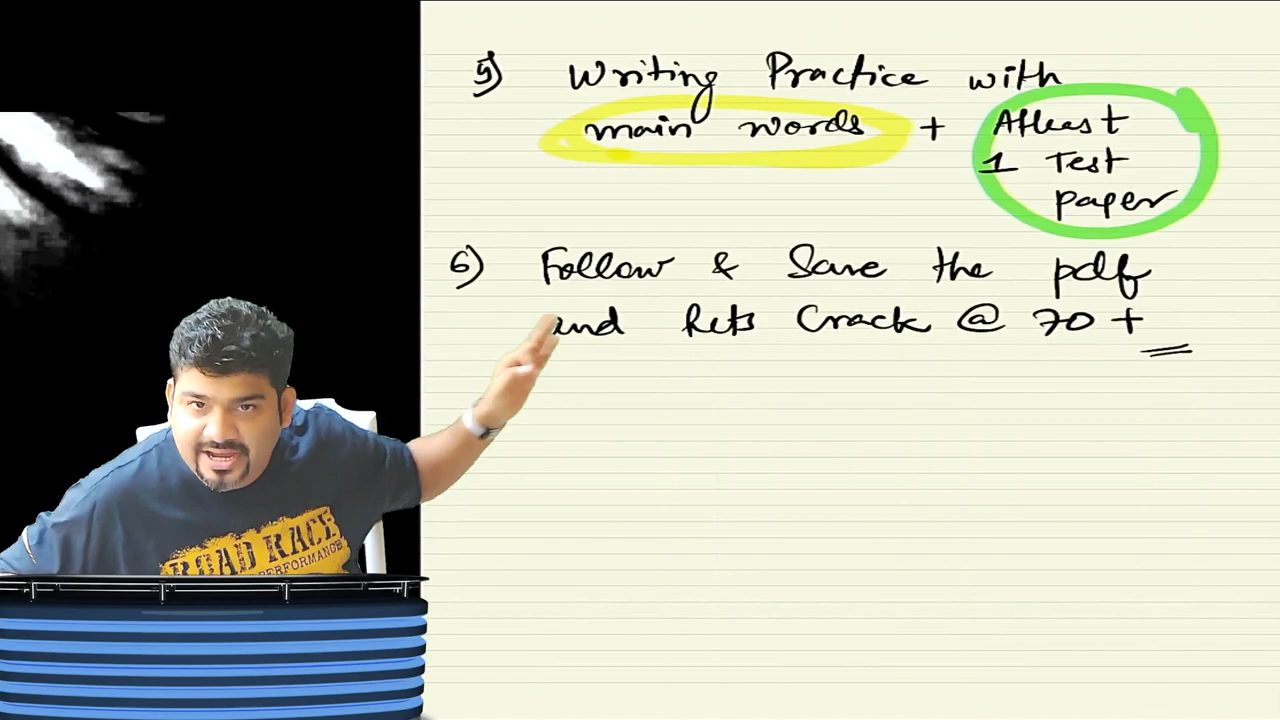 5) Writing Practice with
main words + Atleast
1 Test
paper
6) Follow & Save the pdf
and lets Crack @ 70 +
ROAD RACE
PERFORMANCE